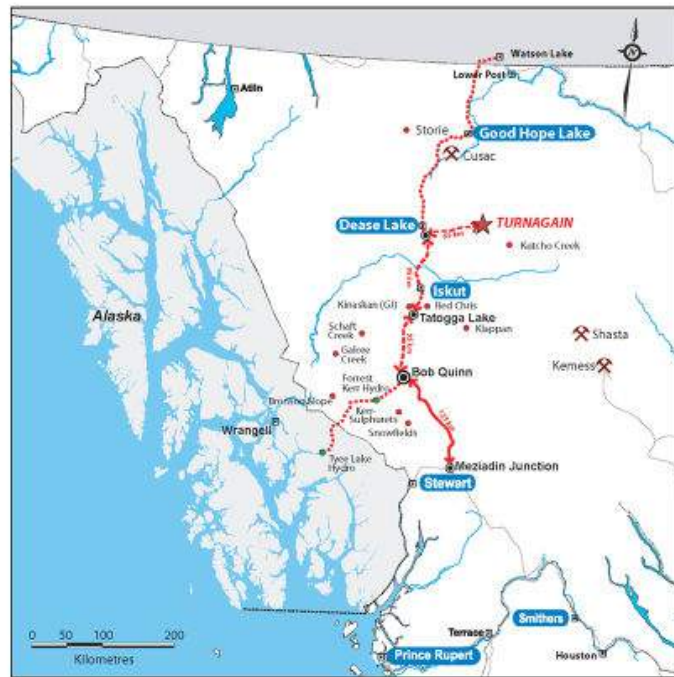 Watson Lake
N
Atlin
Lower Post
Storie
Good Hope Lake
Cusac
TURNAGAIN
Dease Lake
Kutcho Creek
Iskut
Kinaskan (GJ)
Red Chris
Tatogga Lake
Alaska
Schaft
Creek
Klappan
Shasta
Galore
Creek
Kemess
Bob Quinn
Forrest
Kerr Hydro
Bronson Slope
Kerr-
Sulphurets
Wrangell
Snowfields
Tyee Lake
Hydro
Meziadin Junction
Stewart
Smithers
Terrace
Houston
Prince Rupert
0 50 100 200
Kilometres